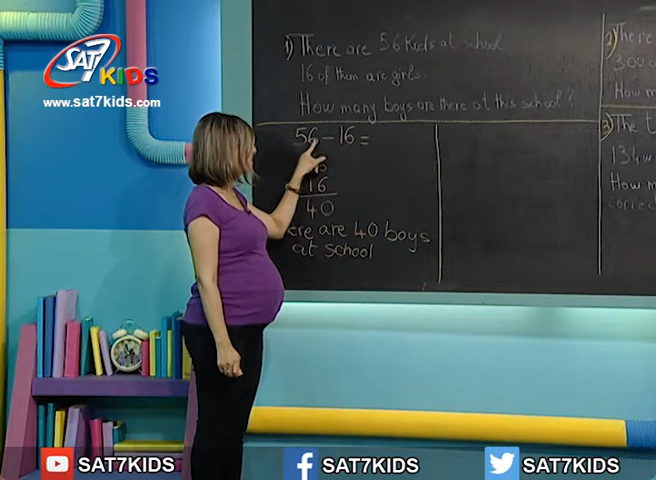 SAT7
KIDS
www.sat7kids.com
1) There are 56 Kids at school
16 of them are girls.
How many boys are there at this school?
56-16=
16
40
ere are 40 boys
at school
2) There
300
How m
3) The t
134 w
How m
correc
SAT7KIDS
SAT7KIDS
SAT7KIDS